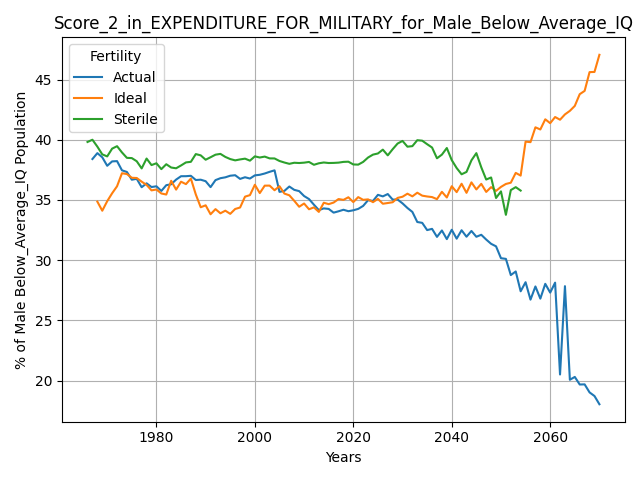 Score_2_in_EXPENDITURE_FOR_MILITARY_for_Male_Below_Average_IQ
Fertility
Actual
Ideal
Sterile
% of Male Below_Average_IQ Population
45
40
35
30
25
20
1980
2000
2020
2040
2060
Years